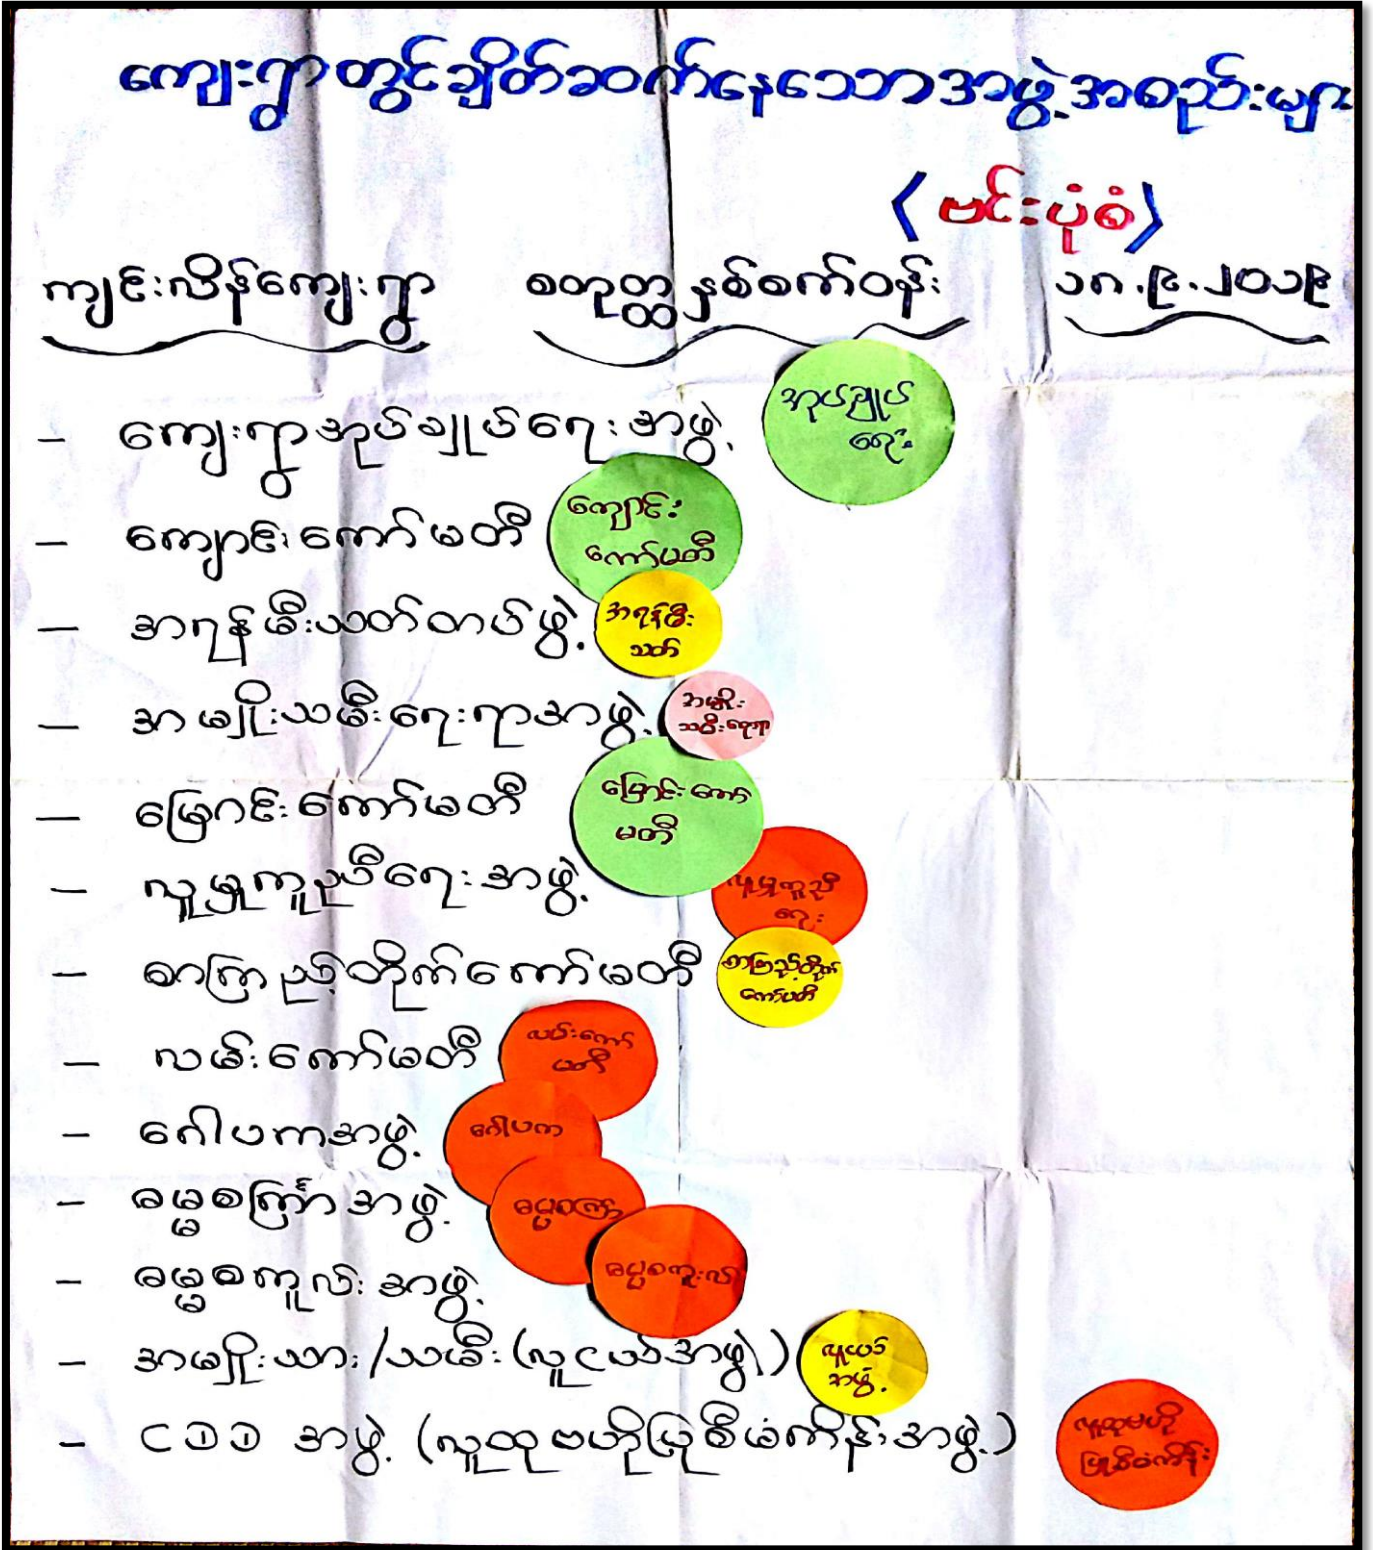 ကျေးရွာတွင်ချိတ်ဆက်နေသောအဖွဲ့အစည်းများ
(ဗင်းပုံစံ)
ကျင်းလိန်ကျေးရွာ စတုတ္ထနှစ်စက်ဝန်း ၁၈.၉.၂၀၁၉
- ကျေးရွာအုပ်ချုပ်ရေးအဖွဲ့
အုပ်ချုပ်
ရေး
- ကျောင်းကော်မတီ
ကျောင်း
ကော်မတီ
- အရန်မီးသတ်တပ်ဖွဲ့
အရန်မီး
သတ်
- အမျိုးသမီးရေးရာအဖွဲ့
အမျိုး
သမီးရေးရာ
- မြောင်းကော်မတီ
မြောင်းကော်
မတီ
- လူမှုကူညီရေးအဖွဲ့
လူမှုကူညီ
ရေး
- စာကြည့်တိုက်ကော်မတီ
စာကြည့်တိုက်
ကော်မတီ
- လမ်းကော်မတီ
လမ်းကော်
မတီ
- ဂေါပကအဖွဲ့
ဂေါပက
- ဓမ္မစင်္ကြာအဖွဲ့
ဓမ္မစကြာ
- ဓမ္မစကူလ်းအဖွဲ့
ဓမ္မစကူးလ်
- အမျိုးသား/သမီး (လူငယ်အဖွဲ့)
လူငယ်
အဖွဲ့
- CDD အဖွဲ့ (လူထုဗဟိုပြုစီမံကိန်းအဖွဲ့)
လူထုဗဟို
ပြုစီမံကိန်း